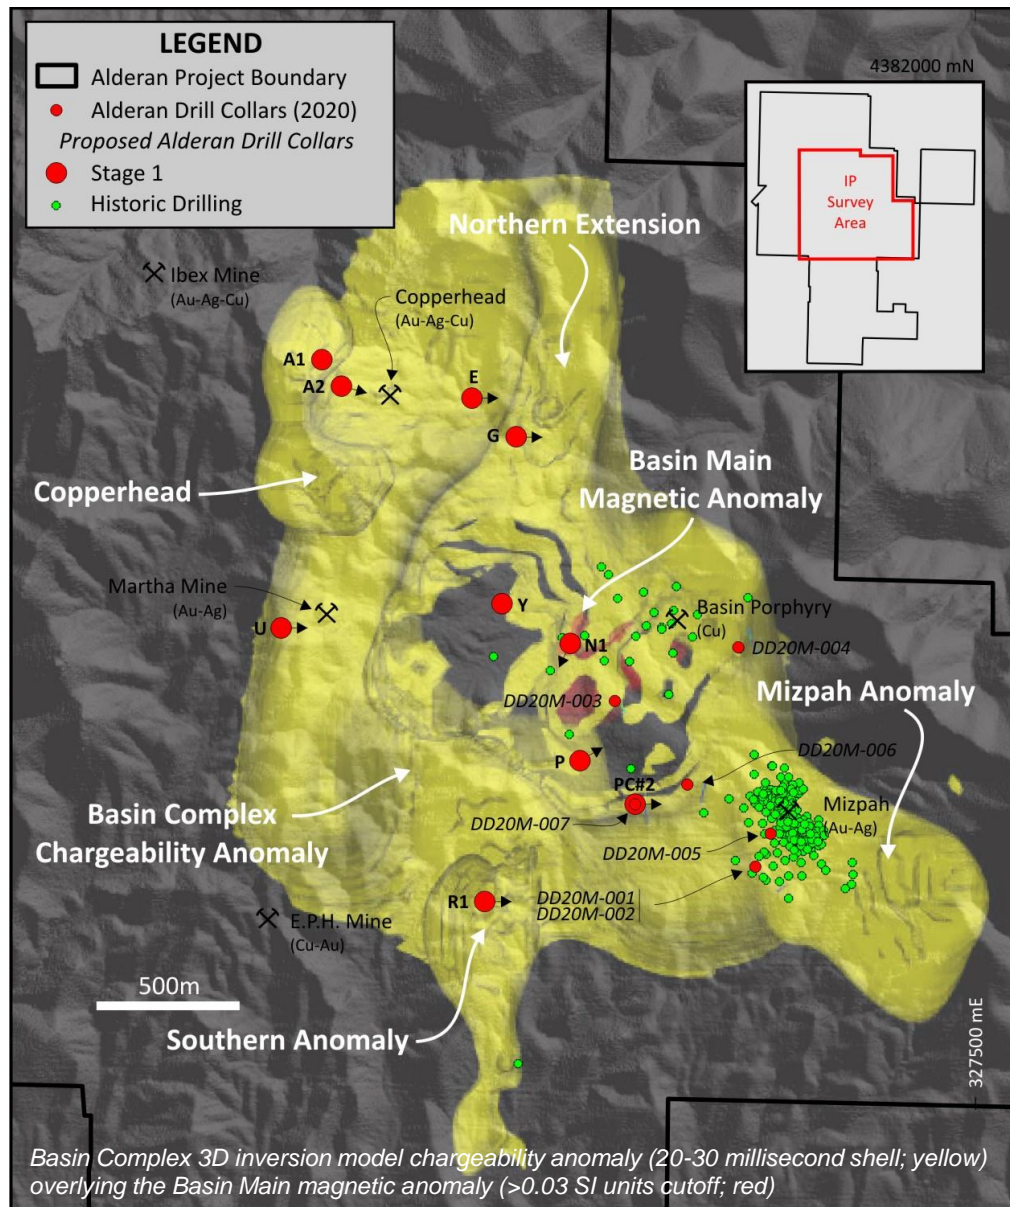 LEGEND
Alderan Project Boundary
Alderan Drill Collars (2020)
Proposed Alderan Drill Collars
Stage 1
Historic Drilling
4382000 mN
IP
Survey
Area
Northern Extension
Ibex Mine
(Au-Ag-Cu)
Copperhead
(Au-Ag-Cu)
A1
A2
E
G
Copperhead
Basin Main
Magnetic Anomaly
Martha Mine
(Au-Ag)
U
Y
N1
Basin Porphyry
(Cu)
DD20M-004
DD20M-003
Mizpah Anomaly
P
DD20M-006
PC#2
DD20M-007
Mizpah
(Au-Ag)
DD20M-005
Basin Complex
Chargeability Anomaly
DD20M-001
DD20M-002
R1
E.P.H. Mine
(Cu-Au)
500m
Southern Anomaly
327500 mE
Basin Complex 3D inversion model chargeability anomaly (20-30 millisecond shell; yellow)
overlying the Basin Main magnetic anomaly (>0.03 SI units cutoff; red)